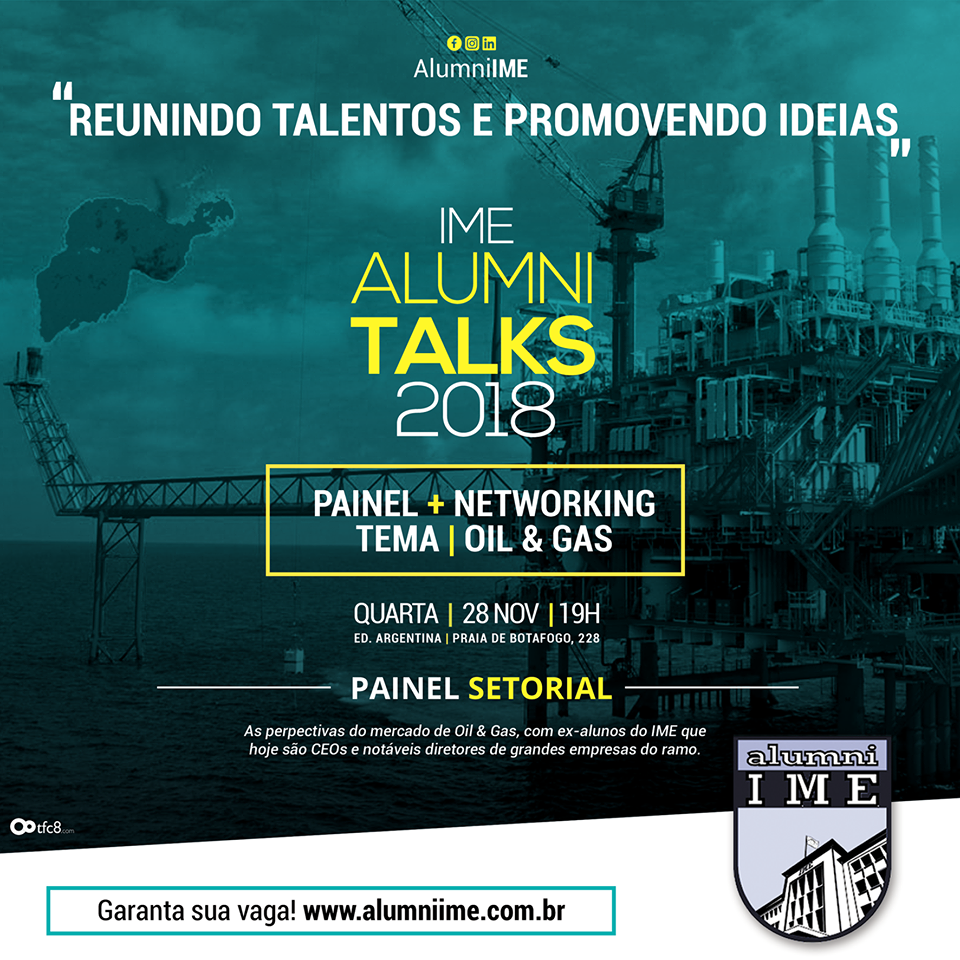 AlumniIME
“REUNINDO TALENTOS E PROMOVENDO IDEIAS”
IME
ALUMNI
TALKS
2018
PAINEL + NETWORKING
TEMA | OIL & GAS
QUARTA | 28 NOV | 19H
ED. ARGENTINA | PRAIA DE BOTAFOGO, 228
PAINEL SETORIAL
As perpectivas do mercado de Oil & Gas, com ex-alunos do IME que
hoje são CEOs e notáveis diretores de grandes empresas do ramo.
alumni
IME
IME
tfc8.com
Garanta sua vaga! www.alumniime.com.br